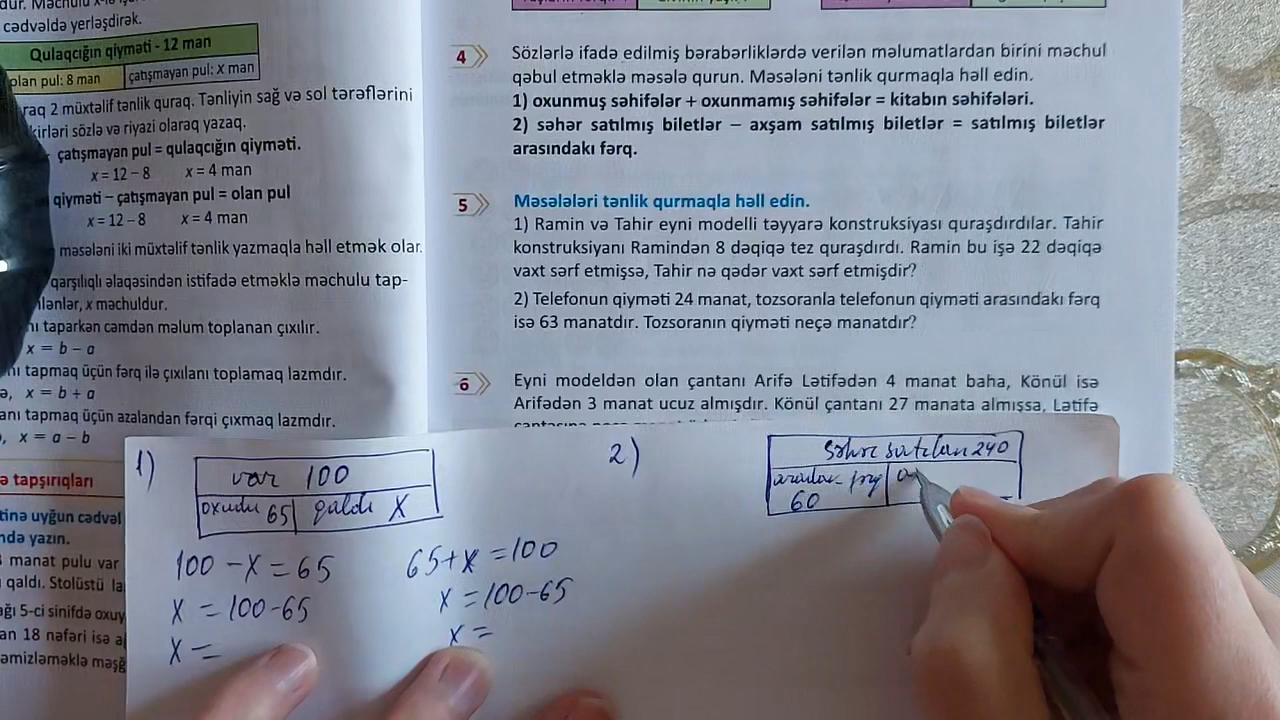 cədvəldə yerləşdirək.
Qulaqcığın qiyməti - 12 man
olan pul: 8 man
çatışmayan pul: x man
raq 2 müxtəlif tənlik quraq. Tənliyin sağ və sol tərəflərini
kirləri sözlə və riyazi olaraq yazaq.
çatışmayan pul = qulaqcığın qiyməti.
x = 12 – 8 x = 4 man
qiyməti – çatışmayan pul = olan pul
x = 12 – 8 x = 4 man
məsələni iki müxtəlif tənlik yazmaqla həll etmək olar.
qarşılıqlı əlaqəsindən istifadə etməklə məchulu tap-
lənlər, x məchuldur.
nı taparkən cəmdən məlum toplanan çıxılır.
x = b – a
nı tapmaq üçün fərq ilə çıxılanı toplamaq lazımdır.
ə, x = b + a
anı tapmaq üçün azalandan fərqi çıxmaq lazımdır.
, x = a – b
ə tapşırıqları
tinə uyğun cədvəl
ndə yazın.
manat pulu var
qaldı. Stolüstü la
ağı 5-ci sinifdə oxuy
an 18 nəfəri isə a
əmizləməklə məşğ
4
Sözlərlə ifadə edilmiş bərabərliklərdə verilən məlumatlardan birini məchul
qəbul etməklə məsələ qurun. Məsələni tənlik qurmaqla həll edin.
1) oxunmuş səhifələr + oxunmamış səhifələr = kitabın səhifələri.
2) səhər satılmış biletlər – axşam satılmış biletlər = satılmış biletlər
arasındakı fərq.
5
Məsələləri tənlik qurmaqla həll edin.
1) Ramin və Tahir eyni modelli təyyarə konstruksiyası quraşdırdılar. Tahir
konstruksiyanı Ramindən 8 dəqiqə tez quraşdırdı. Ramin bu işə 22 dəqiqə
vaxt sərf etmişsə, Tahir nə qədər vaxt sərf etmişdir?
2) Telefonun qiyməti 24 manat, tozsoranla telefonun qiyməti arasındakı fərq
isə 63 manatdır. Tozsoranın qiyməti neçə manatdır?
6
Eyni modeldən olan çantanı Arifə Lətifədən 4 manat baha, Könül isə
Arifədən 3 manat ucuz almışdır. Könül çantanı 27 manata almışsa, Lətifə
1)
var 100
oxudu 65 qaldı X
100 – x = 65
x = 100-65
x =
65+x =100
x =100-65
x =
2)
səhər satılan 240
60